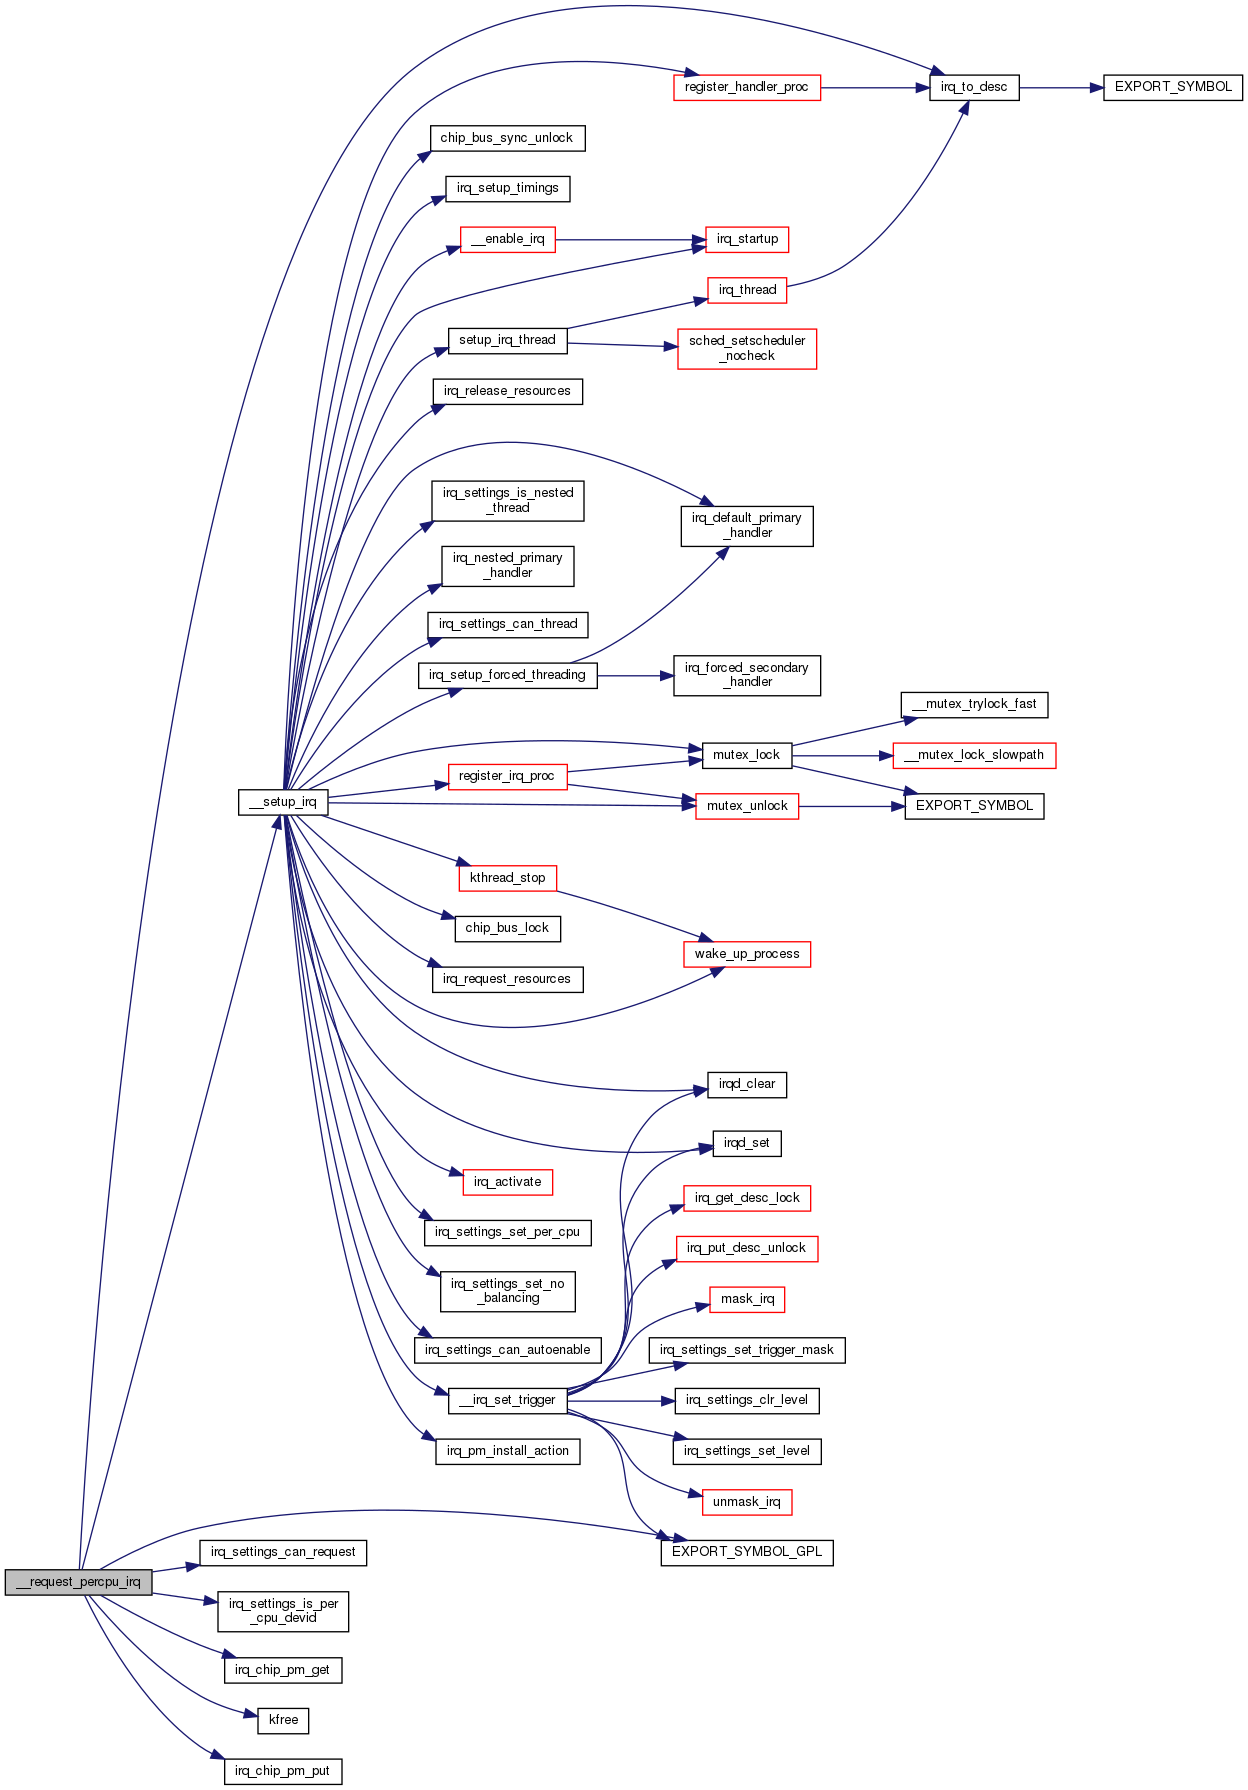 register_handler_proc
irq_to_desc
EXPORT_SYMBOL
chip_bus_sync_unlock
irq_setup_timings
__enable_irq
irq_startup
irq_thread
setup_irq_thread
sched_setscheduler
_nocheck
irq_release_resources
irq_settings_is_nested
_thread
irq_default_primary
_handler
irq_nested_primary
_handler
irq_settings_can_thread
irq_setup_forced_threading
irq_forced_secondary
_handler
__mutex_trylock_fast
mutex_lock
__mutex_lock_slowpath
register_irq_proc
__setup_irq
mutex_unlock
EXPORT_SYMBOL
kthread_stop
chip_bus_lock
wake_up_process
irq_request_resources
irqd_clear
irqd_set
irq_activate
irq_get_desc_lock
irq_settings_set_per_cpu
irq_put_desc_unlock
irq_settings_set_no
_balancing
mask_irq
irq_settings_can_autoenable
irq_settings_set_trigger_mask
__irq_set_trigger
irq_settings_clr_level
irq_pm_install_action
irq_settings_set_level
unmask_irq
irq_settings_can_request
EXPORT_SYMBOL_GPL
__request_percpu_irq
irq_settings_is_per
_cpu_devid
irq_chip_pm_get
kfree
irq_chip_pm_put